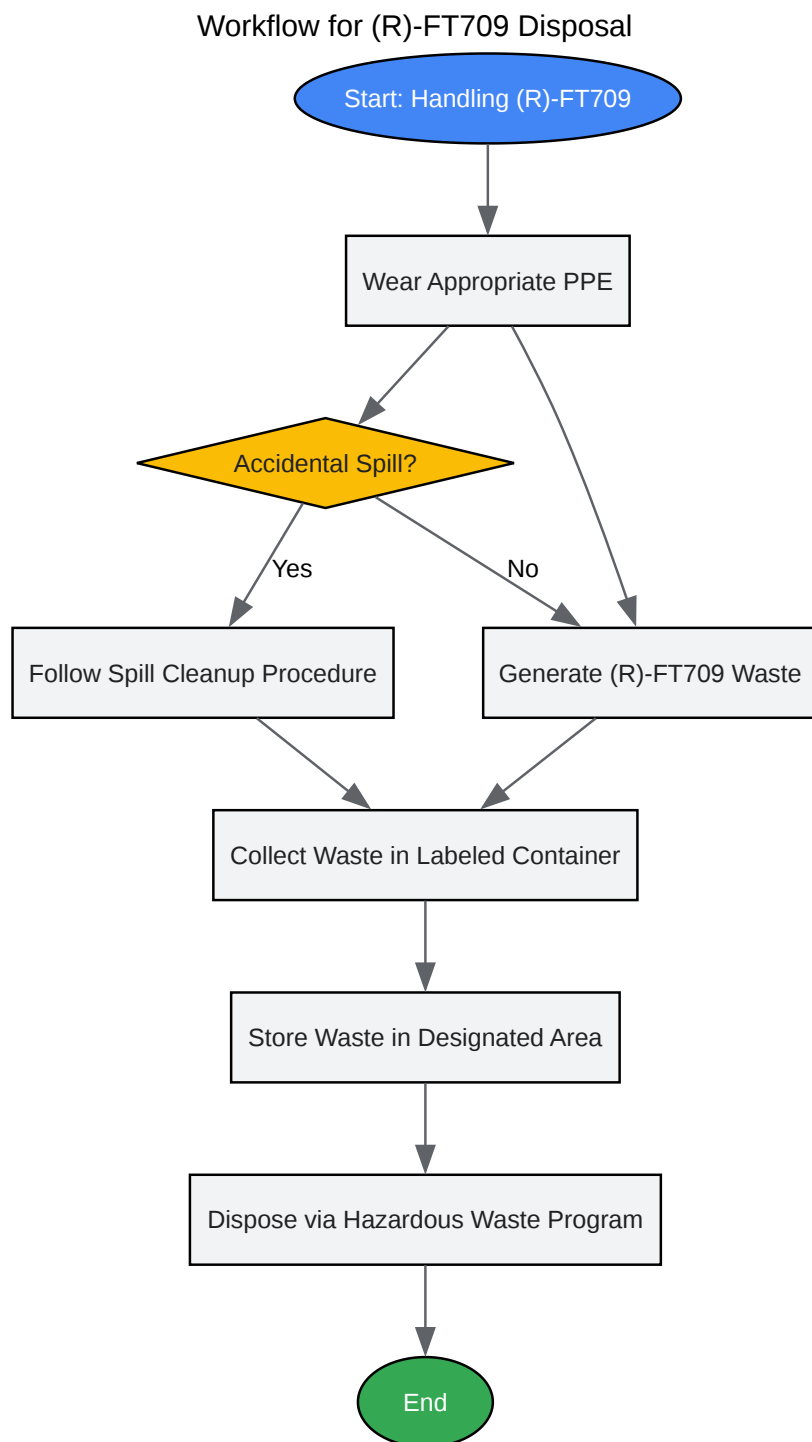 Workflow for (R)-FT709 Disposal
Start: Handling (R)-FT709
Wear Appropriate PPE
Accidental Spill?
Yes
No
Follow Spill Cleanup Procedure
Generate (R)-FT709 Waste
Collect Waste in Labeled Container
Store Waste in Designated Area
Dispose via Hazardous Waste Program
End